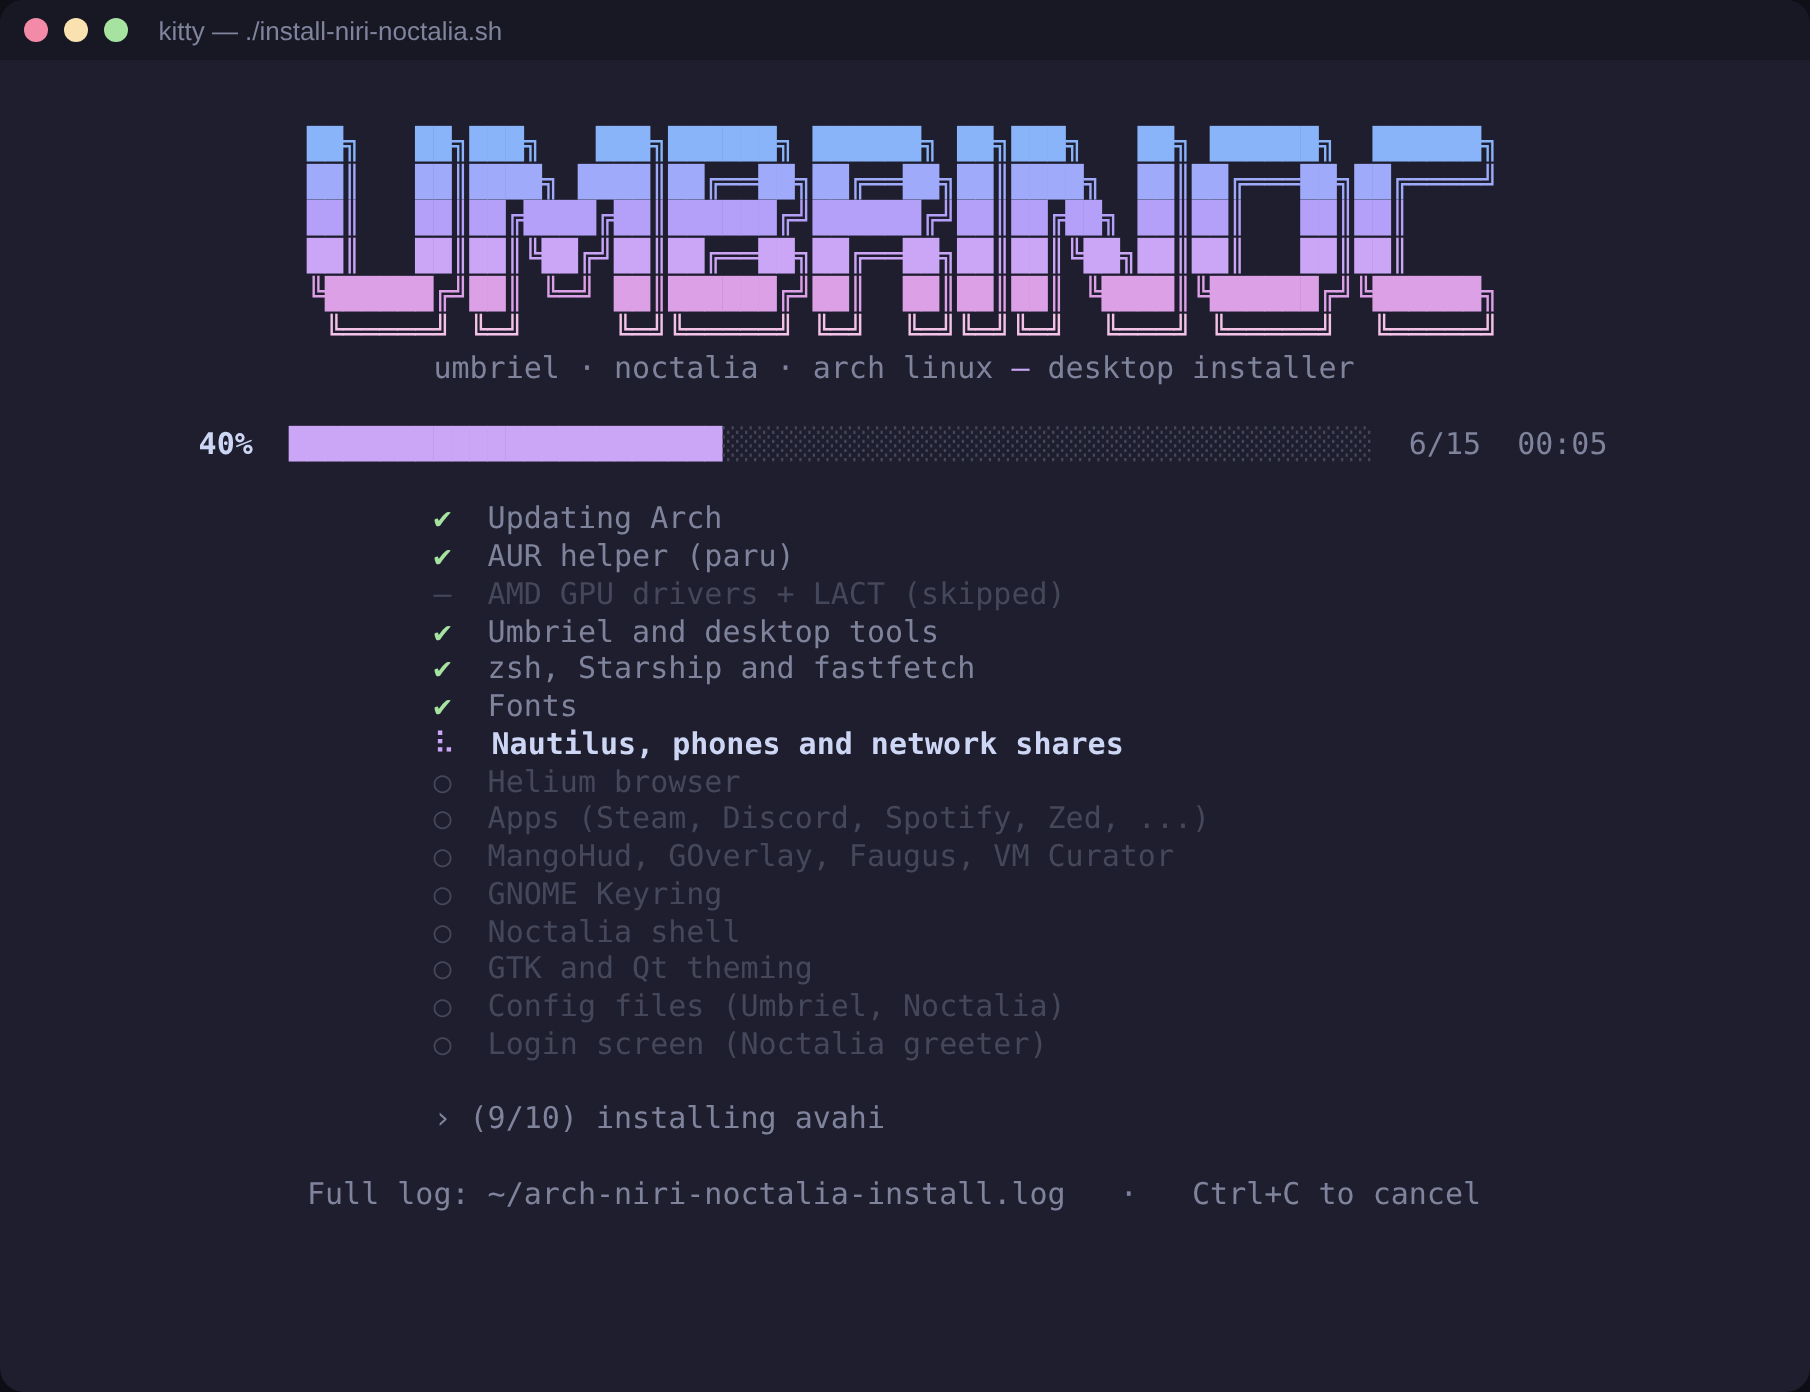 kitty — ./install-niri-noctalia.sh
UMBRINOC
umbriel · noctalia · arch linux — desktop installer
40% 6/15 00:05
✔ Updating Arch
✔ AUR helper (paru)
– AMD GPU drivers + LACT (skipped)
✔ Umbriel and desktop tools
✔ zsh, Starship and fastfetch
✔ Fonts
Nautilus, phones and network shares
○ Helium browser
○ Apps (Steam, Discord, Spotify, Zed, ...)
○ MangoHud, GOverlay, Faugus, VM Curator
○ GNOME Keyring
○ Noctalia shell
○ GTK and Qt theming
○ Config files (Umbriel, Noctalia)
○ Login screen (Noctalia greeter)
› (9/10) installing avahi
Full log: ~/arch-niri-noctalia-install.log · Ctrl+C to cancel